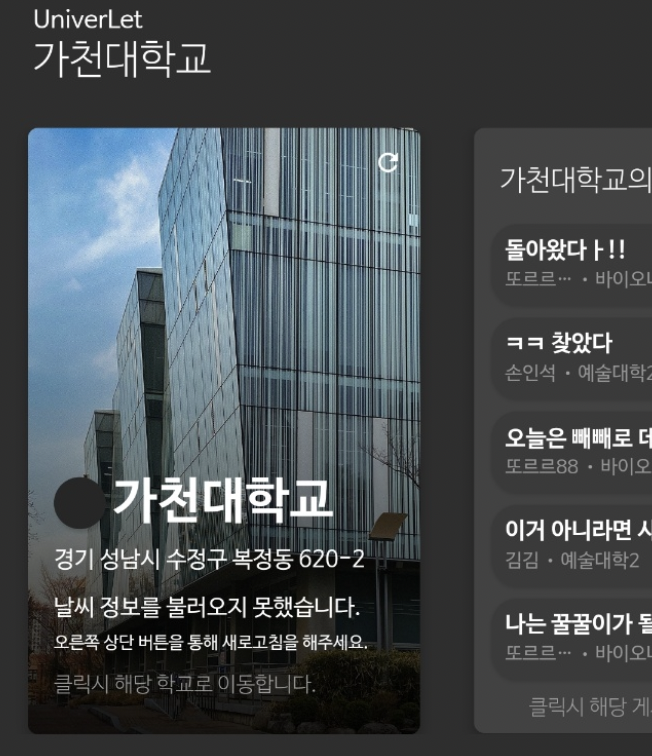 UniverLet
가천대학교
가천대학교
경기 성남시 수정구 복정동 620-2
날씨 정보를 불러오지 못했습니다.
오른쪽 상단 버튼을 통해 새로고침을 해주세요.
클릭시 해당 학교로 이동합니다.
가천대학교의
돌아왔다ㅏ!!
또르르… • 바이오
ㅋㅋ 찾았다
손인석 • 예술대학2
오늘은 빼빼로
또르르88 • 바이오
이거 아니라면
김김 • 예술대학2
나는 꿀꿀이가
또르르… • 바이오
클릭시 해당